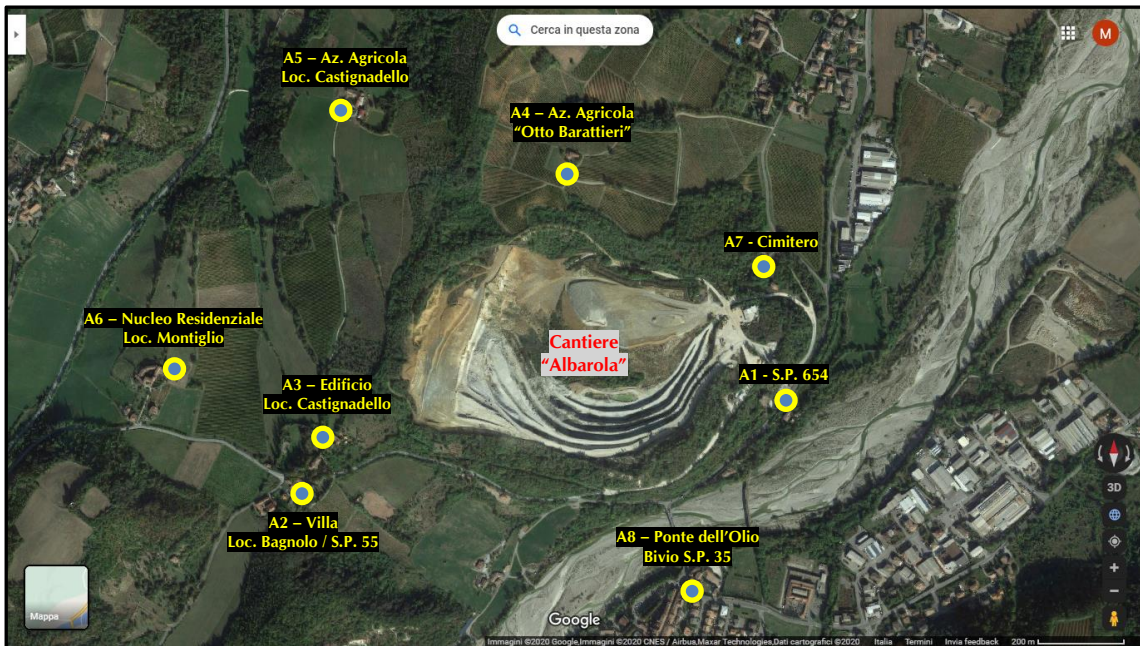 Cerca in questa zona
M
A5 – Az. Agricola
Loc. Castignadello
A4 – Az. Agricola
“Otto Barattieri”
A7 - Cimitero
A6 – Nucleo Residenziale
Loc. Montiglio
Cantiere
“Albarola”
A3 – Edificio
Loc. Castignadello
A1 - S.P. 654
A2 – Villa
Loc. Bagnolo / S.P. 55
A8 – Ponte dell’Olio
Bivio S.P. 35
3D
Mappa
Google
Immagini ©2020 Google,Immagini ©2020 CNES / Airbus,Maxar Technologies,Dati cartografici ©2020 Italia Termini Invia feedback 200 m